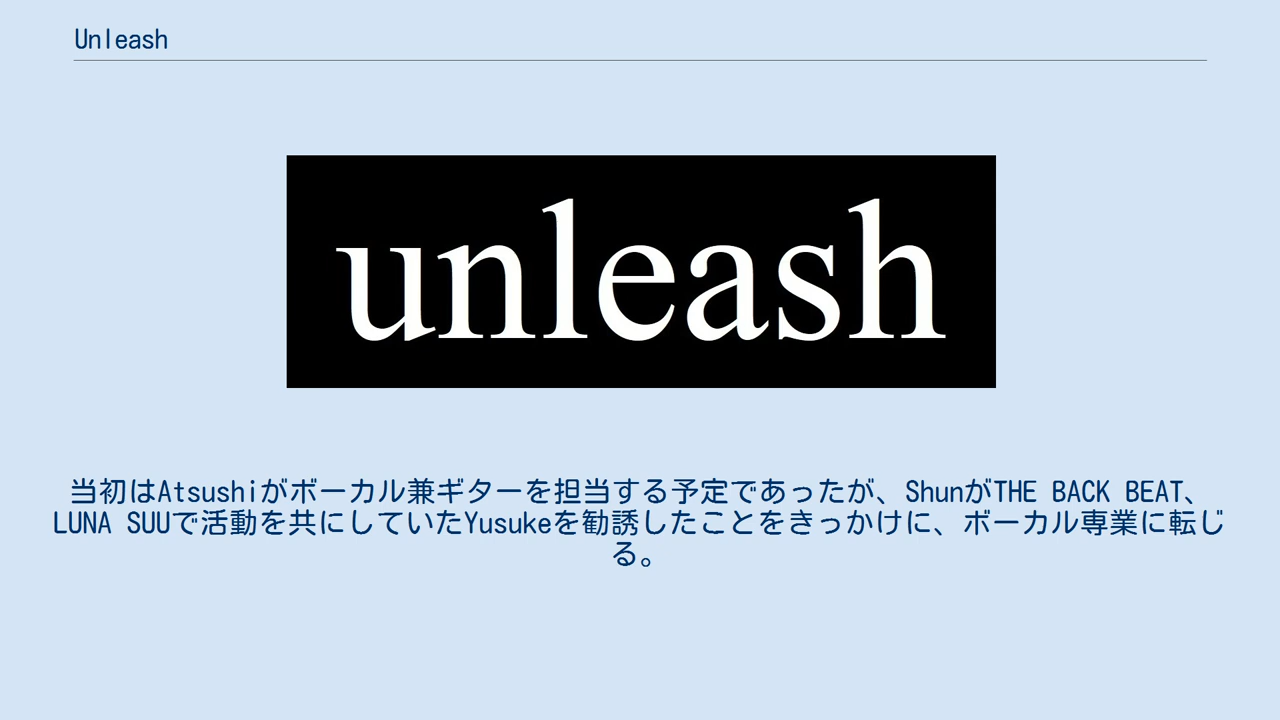 Unleash
unleash
当初はAtsushiがボーカル兼ギターを担当する予定であったが、ShunがTHE BACK BEAT、
LUNA SUUで活動を共にしていたYusukeを勧誘したことをきっかけに、ボーカル専業に転じ
る。